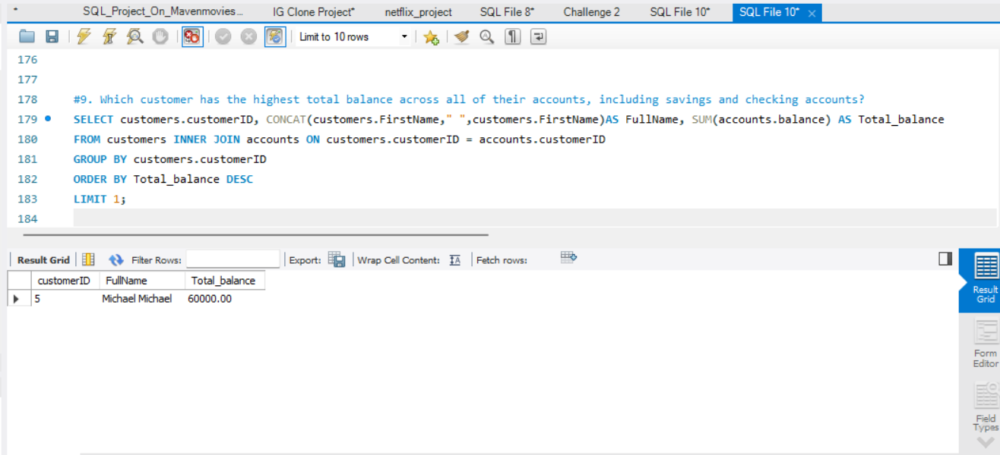 SQL_Project_On_Mavenmovies... IG Clone Project* netflix_project SQL File 8* Challenge 2 SQL File 10* SQL File 10* ×
Limit to 10 rows
176
177
178 #9. Which customer has the highest total balance across all of their accounts, including savings and checking accounts?
179 SELECT customers.customerID, CONCAT(customers.FirstName," ",customers.FirstName)AS FullName, SUM(accounts.balance) AS Total_balance
180 FROM customers INNER JOIN accounts ON customers.customerID = accounts.customerID
181 GROUP BY customers.customerID
182 ORDER BY Total_balance DESC
183 LIMIT 1;
184
Result Grid Filter Rows: Export: Wrap Cell Content: IA Fetch rows:
customerID FullName Total_balance
5 Michael Michael 60000.00
Result
Grid
Form
Editor
Field
Types